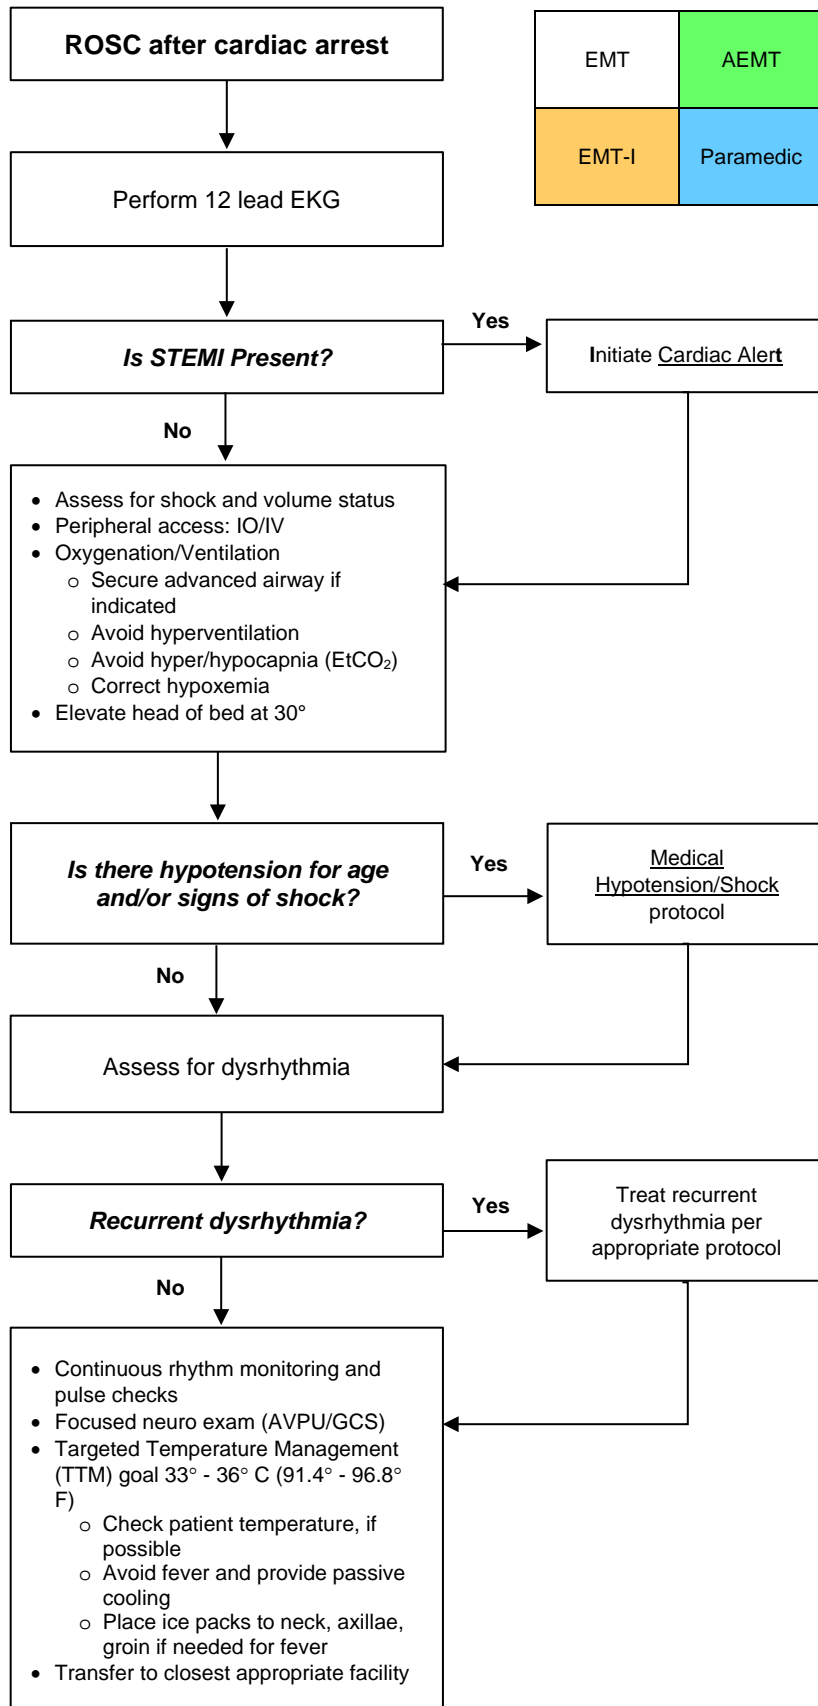 ROSC after cardiac arrest
EMT
AEMT
EMT-I
Paramedic
Perform 12 lead EKG
Is STEMI Present?
Yes
Initiate Cardiac Alert
No
• Assess for shock and volume status
• Peripheral access: IO/IV
• Oxygenation/Ventilation
o Secure advanced airway if
indicated
o Avoid hyperventilation
o Avoid hyper/hypocapnia (EtCO₂)
o Correct hypoxemia
• Elevate head of bed at 30°
Is there hypotension for age
and/or signs of shock?
Yes
Medical
Hypotension/Shock
protocol
No
Assess for dysrhythmia
Recurrent dysrhythmia?
Yes
Treat recurrent
dysrhythmia per
appropriate protocol
No
• Continuous rhythm monitoring and
pulse checks
• Focused neuro exam (AVPU/GCS)
• Targeted Temperature Management
(TTM) goal 33° - 36° C (91.4° - 96.8°
F)
o Check patient temperature, if
possible
o Avoid fever and provide passive
cooling
o Place ice packs to neck, axillae,
groin if needed for fever
• Transfer to closest appropriate facility